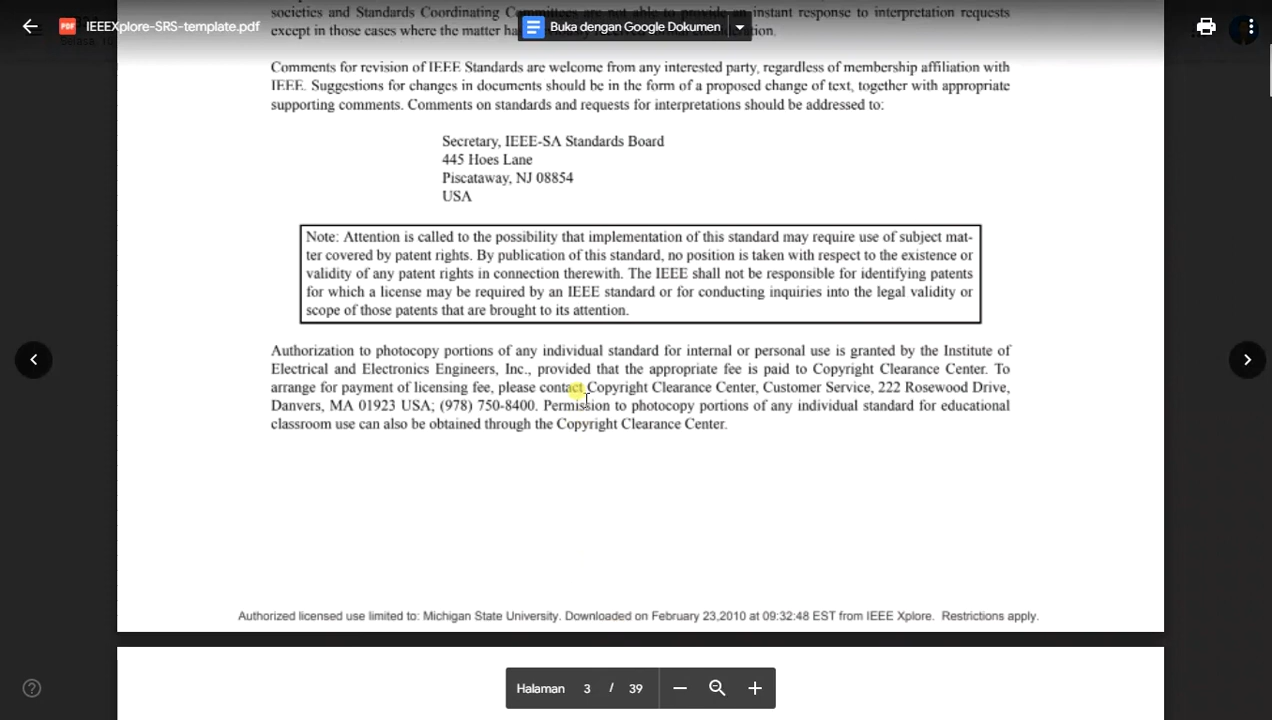 societies and Standards Coordinating Committees are not able to provide an instant response to interpretation requests
except in those cases where the matter ha
ion.
IEEEXplore-SRS-template.pdf
Buka dengan Google Dokumen
Comments for revision of IEEE Standards are welcome from any interested party, regardless of membership affiliation with
IEEE. Suggestions for changes in documents should be in the form of a proposed change of text, together with appropriate
supporting comments. Comments on standards and requests for interpretations should be addressed to:
Secretary, IEEE-SA Standards Board
445 Hoes Lane
Piscataway, NJ 08854
USA
Note: Attention is called to the possibility that implementation of this standard may require use of subject mat-
ter covered by patent rights. By publication of this standard, no position is taken with respect to the existence or
validity of any patent rights in connection therewith. The IEEE shall not be responsible for identifying patents
for which a license may be required by an IEEE standard or for conducting inquiries into the legal validity or
scope of those patents that are brought to its attention.
Authorization to photocopy portions of any individual standard for internal or personal use is granted by the Institute of
Electrical and Electronics Engineers, Inc., provided that the appropriate fee is paid to Copyright Clearance Center. To
arrange for payment of licensing fee, please contact Copyright Clearance Center, Customer Service, 222 Rosewood Drive,
Danvers, MA 01923 USA; (978) 750-8400. Permission to photocopy portions of any individual standard for educational
classroom use can also be obtained through the Copyright Clearance Center.
Authorized licensed use limited to: Michigan State University. Downloaded on February 23,2010 at 09:32:48 EST from IEEE Xplore. Restrictions apply.
Halaman 3 / 39